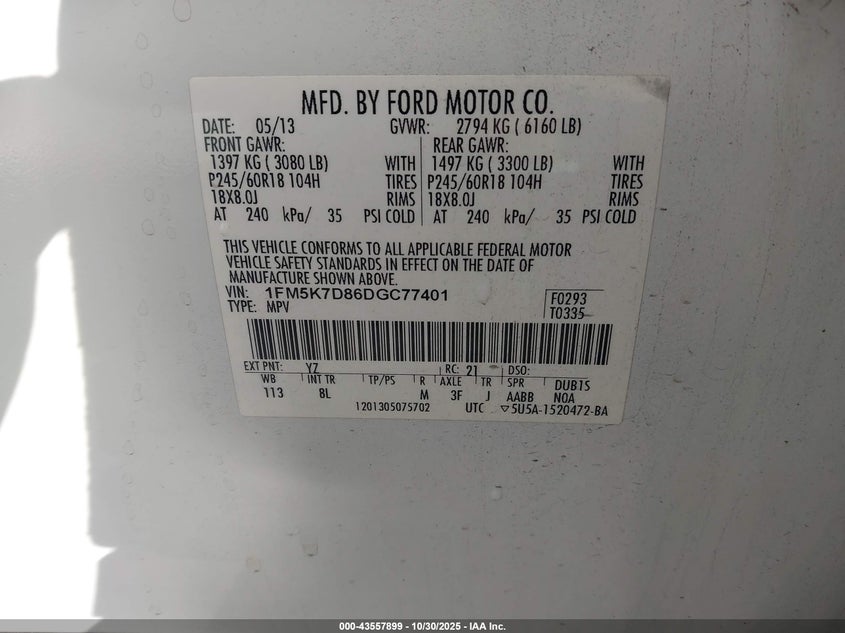 MFD. BY FORD MOTOR CO.
DATE: 05/13 GVWR: 2794 KG ( 6160 LB)
FRONT GAWR: REAR GAWR:
1397 KG ( 3080 LB) WITH 1497 KG ( 3300 LB) WITH
P245/60R18 104H TIRES P245/60R18 104H TIRES
18X8.0J RIMS 18X8.0J RIMS
AT 240 kPa/ 35 PSI COLD AT 240 kPa/ 35 PSI COLD
THIS VEHICLE CONFORMS TO ALL APPLICABLE FEDERAL MOTOR
VEHICLE SAFETY STANDARDS IN EFFECT ON THE DATE OF
MANUFACTURE SHOWN ABOVE.
VIN: 1FM5K7D86DGC77401 F0293
TYPE: MPV T0335
EXT PNT: YZ RC: 21 DSO:
WB INT TR TP/PS R AXLE TR SPR DUB1S
113 8L M 3F J AABB NOA
1201305075702 UTC ▽5U5A-1520472-BA
000-43557899 - 10/30/2025 - IAA Inc.